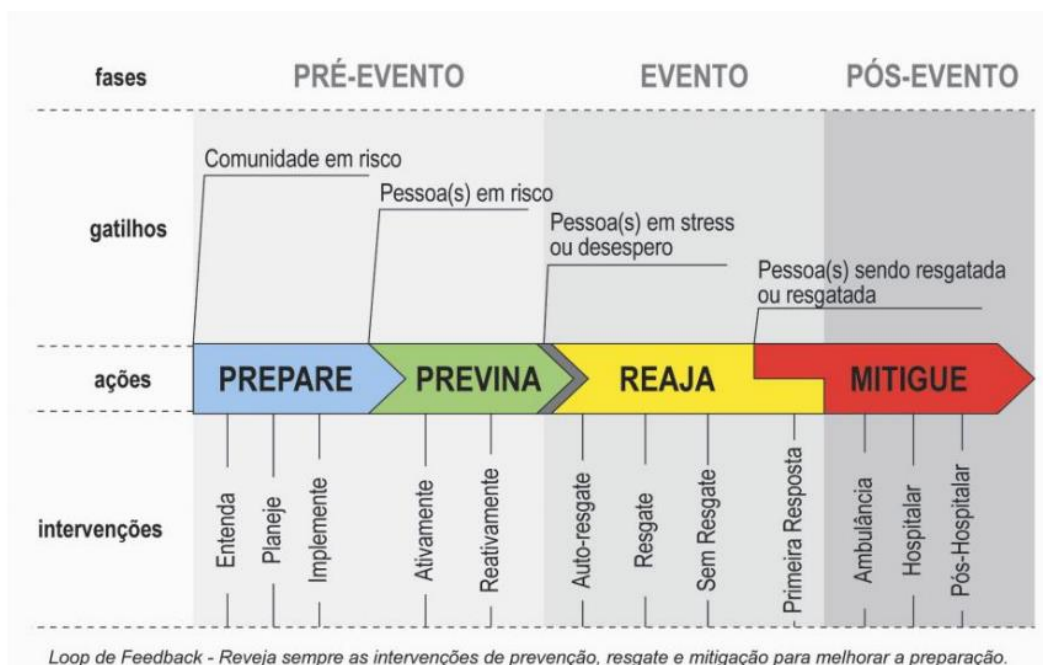 fases
PRÉ-EVENTO
EVENTO
PÓS-EVENTO
gatilhos
Comunidade em risco
Pessoa(s) em risco
Pessoa(s) em stress
ou desespero
Pessoa(s) sendo resgatada
ou resgatada
ações
PREPARE
PREVINA
REAJA
MITIGUE
intervenções
Entenda
Planeje
Implemente
Ativamente
Reativamente
Auto-resgate
Resgate
Sem Resgate
Primeira Resposta
Ambulância
Hospitalar
Pós-Hospitalar
Loop de Feedback - Reveja sempre as intervenções de prevenção, resgate e mitigação para melhorar a preparação.